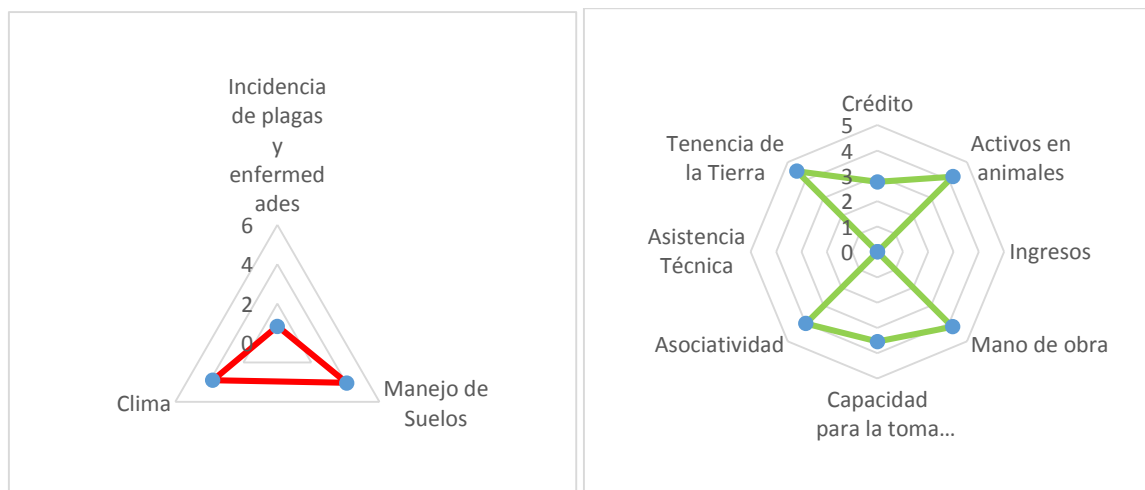 Incidencia
de plagas
y
enfermed
ades
6
4
2
0
Clima
Manejo de
Suelos
Crédito
5
4
3
2
1
0
Tenencia de
la Tierra
Activos en
animales
Asistencia
Técnica
Ingresos
Asociatividad
Mano de obra
Capacidad
para la toma…